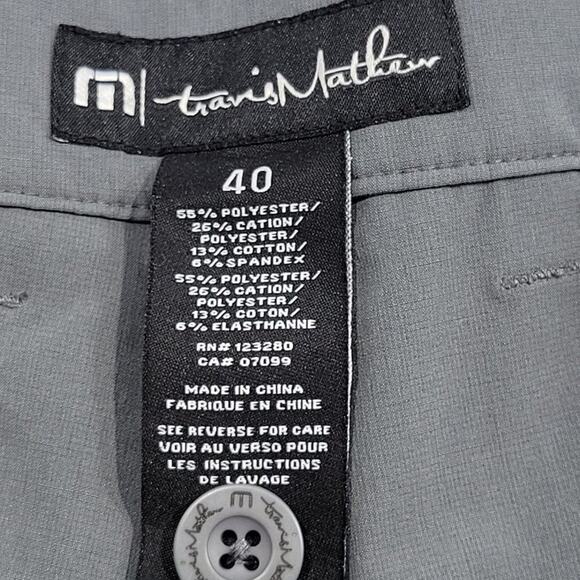 m | travisMathew
40
55% POLYESTER/
26% CATION/
POLYESTER/
13% COTTON/
6% SPANDEX
55% POLYESTER/
26% CATION/
POLYESTER/
13% COTON/
6% ELASTHANNE
RN# 123280
CA# 07099
MADE IN CHINA
FABRIQUE EN CHINE
SEE REVERSE FOR CARE
VOIR AU VERSO POUR
LES INSTRUCTIONS
DE LAVAGE
m travisMathew
travisMathew